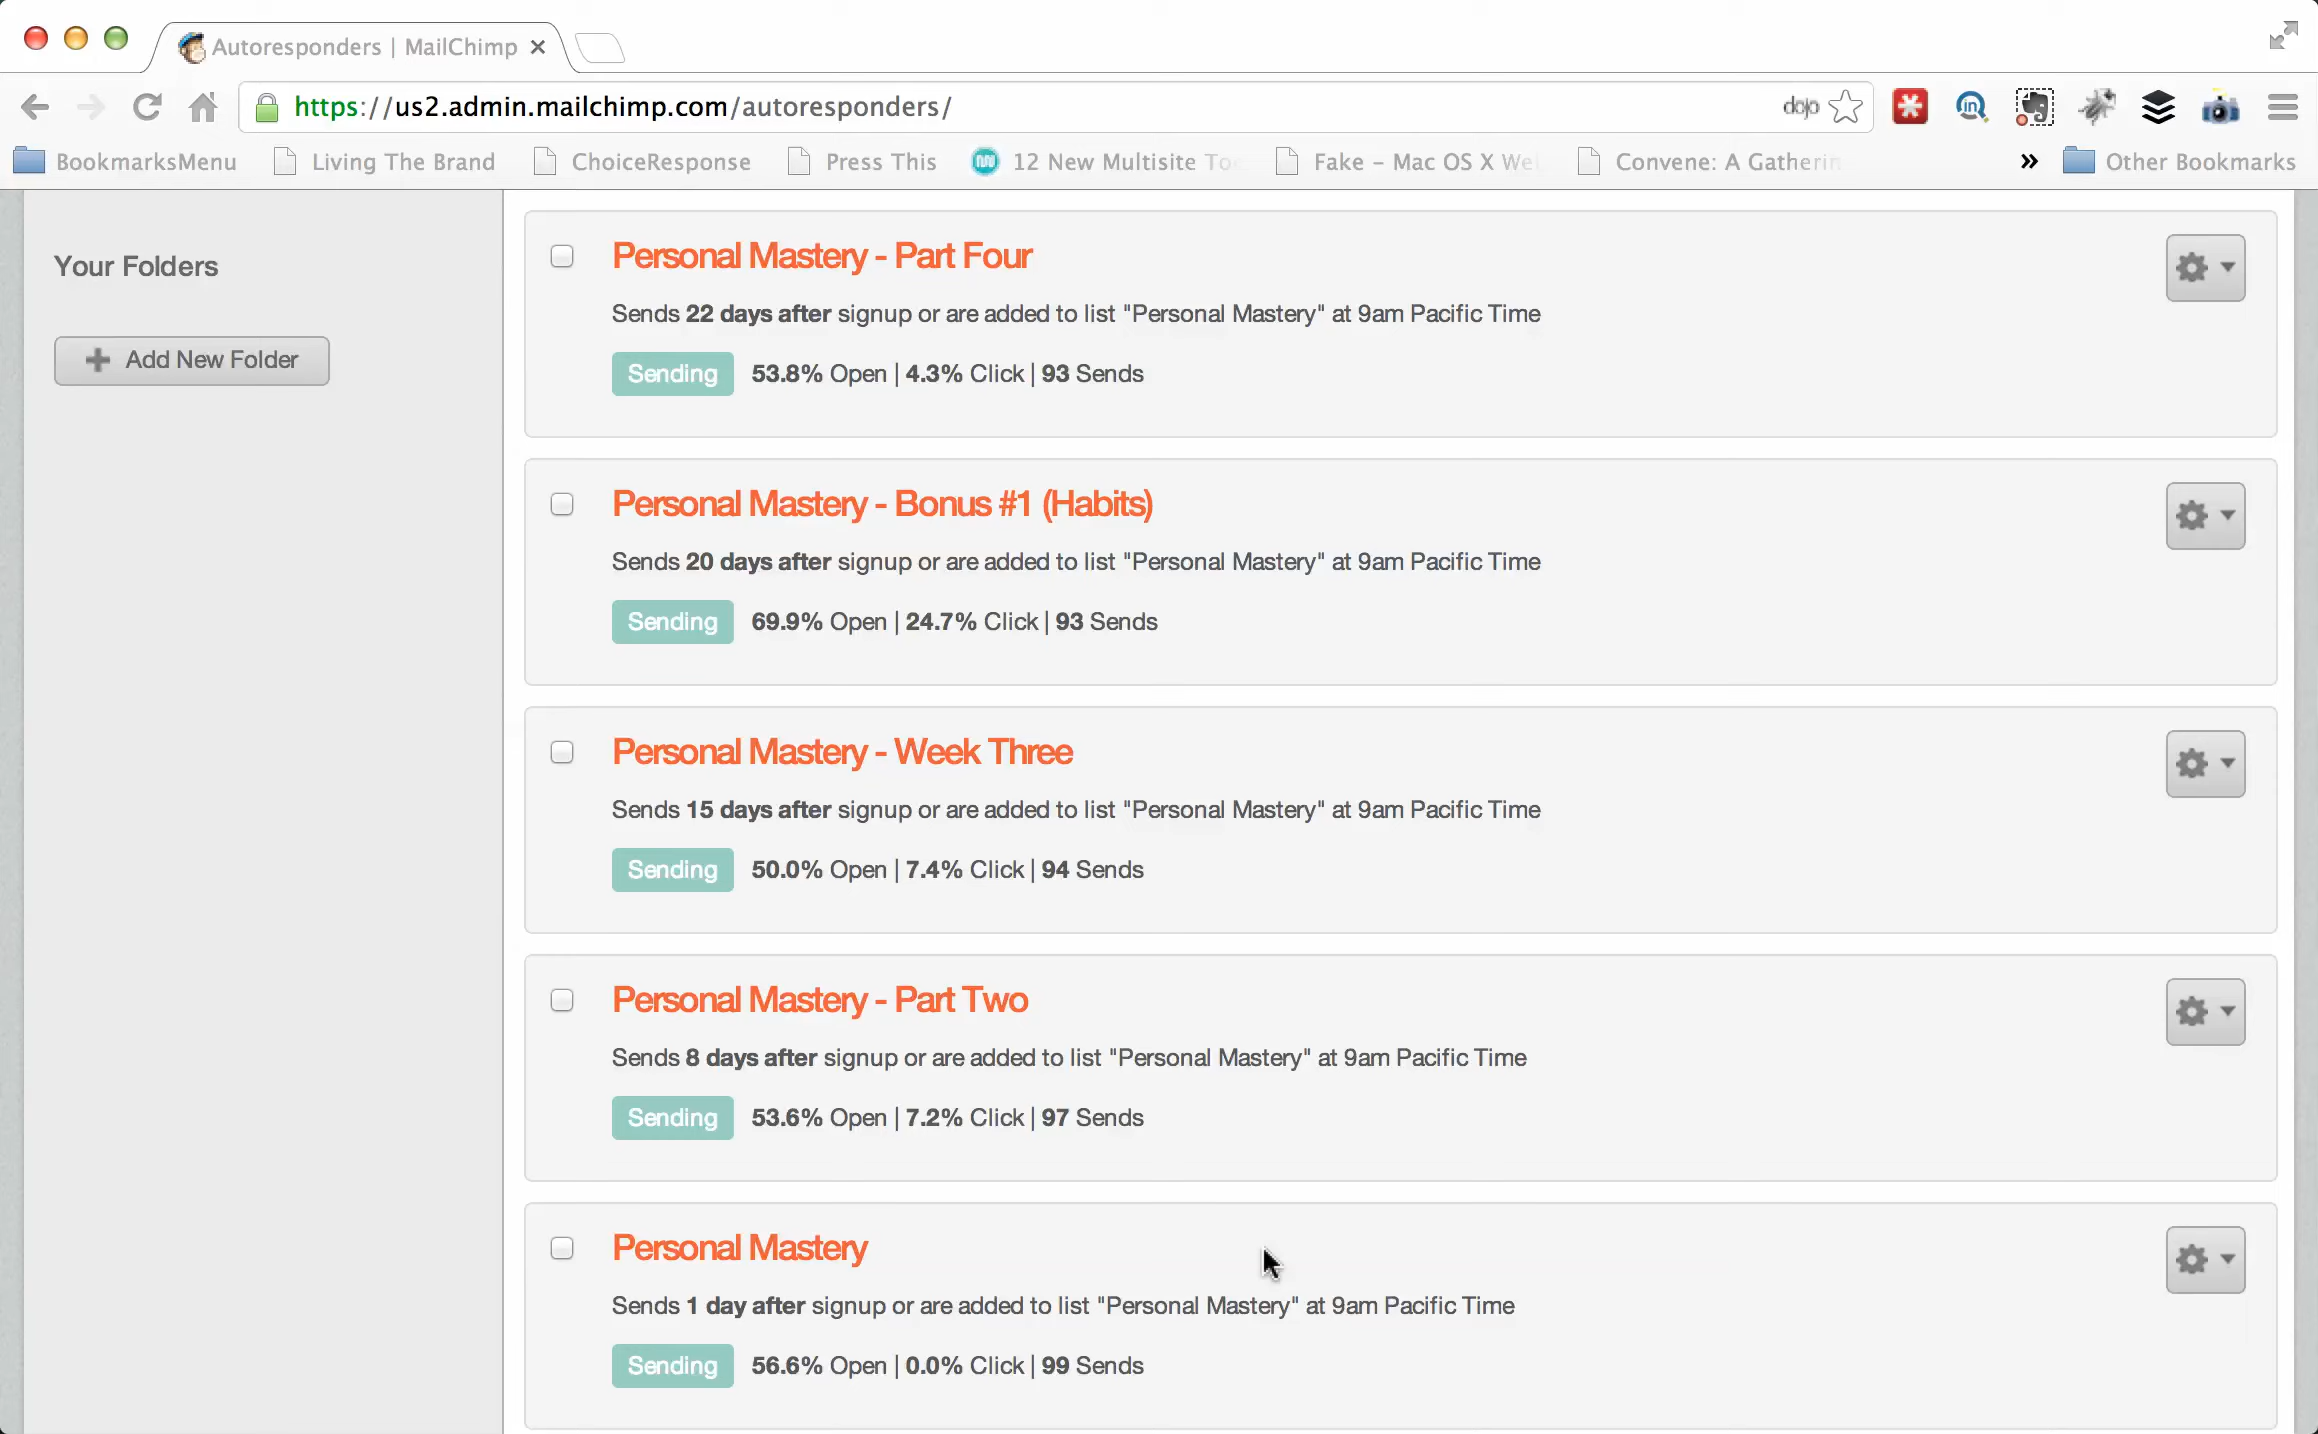 Autoresponders | MailChimp
https://us2.admin.mailchimp.com/autoresponders/
dojo
BookmarksMenu
Living The Brand
ChoiceResponse
Press This
12 New Multisite To
Fake - Mac OS X We
Convene: A Gatherin
»
Other Bookmarks
Your Folders
Add New Folder
Personal Mastery - Part Four
Sends 22 days after signup or are added to list "Personal Mastery" at 9am Pacific Time
Sending 53.8% Open | 4.3% Click | 93 Sends
Personal Mastery - Bonus #1 (Habits)
Sends 20 days after signup or are added to list "Personal Mastery" at 9am Pacific Time
Sending 69.9% Open | 24.7% Click | 93 Sends
Personal Mastery - Week Three
Sends 15 days after signup or are added to list "Personal Mastery" at 9am Pacific Time
Sending 50.0% Open | 7.4% Click | 94 Sends
Personal Mastery - Part Two
Sends 8 days after signup or are added to list "Personal Mastery" at 9am Pacific Time
Sending 53.6% Open | 7.2% Click | 97 Sends
Personal Mastery
Sends 1 day after signup or are added to list "Personal Mastery" at 9am Pacific Time
Sending 56.6% Open | 0.0% Click | 99 Sends